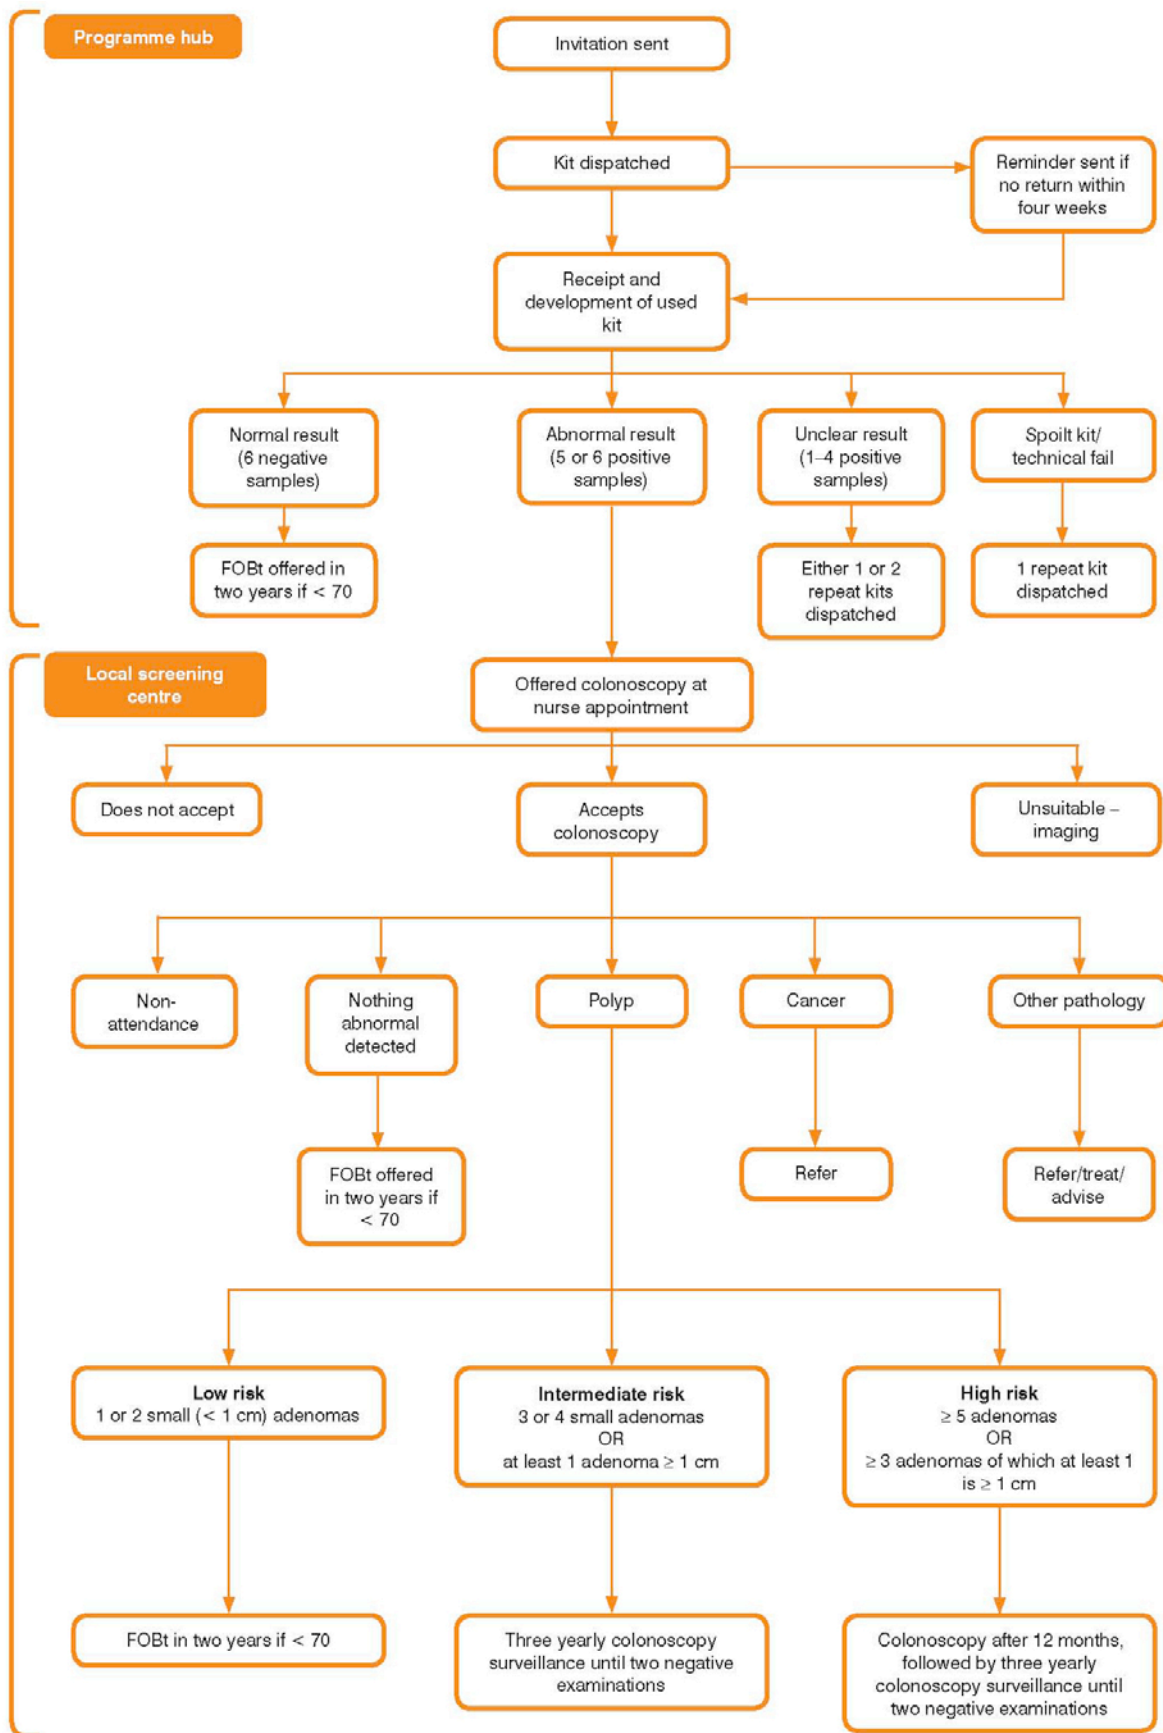 Programme hub
Invitation sent
Kit dispatched
Reminder sent if
no return within
four weeks
Receipt and
development of used
kit
Normal result
(6 negative
samples)
Abnormal result
(5 or 6 positive
samples)
Unclear result
(1–4 positive
samples)
Spoilt kit/
technical fail
FOBt offered in
two years if < 70
Either 1 or 2
repeat kits
dispatched
1 repeat kit
dispatched
Local screening
centre
Offered colonoscopy at
nurse appointment
Does not accept
Accepts
colonoscopy
Unsuitable –
imaging
Non-
attendance
Nothing
abnormal
detected
Polyp
Cancer
Other pathology
FOBt offered
in two years if
< 70
Refer
Refer/treat/
advise
Low risk
1 or 2 small (< 1 cm) adenomas
Intermediate risk
3 or 4 small adenomas
OR
at least 1 adenoma ≥ 1 cm
High risk
≥ 5 adenomas
OR
≥ 3 adenomas of which at least 1
is ≥ 1 cm
FOBt in two years if < 70
Three yearly colonoscopy
surveillance until two negative
examinations
Colonoscopy after 12 months,
followed by three yearly
colonoscopy surveillance until
two negative examinations